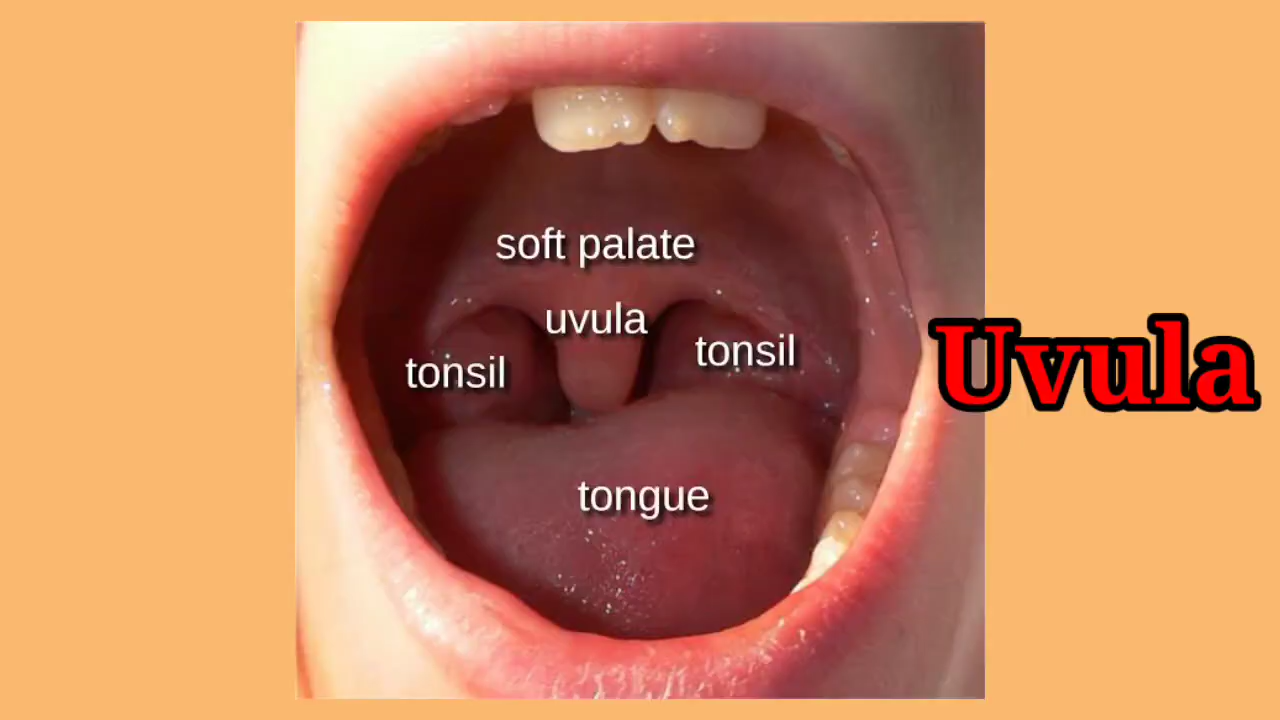 soft palate
uvula
tonsil
tonsil
tongue
Uvula